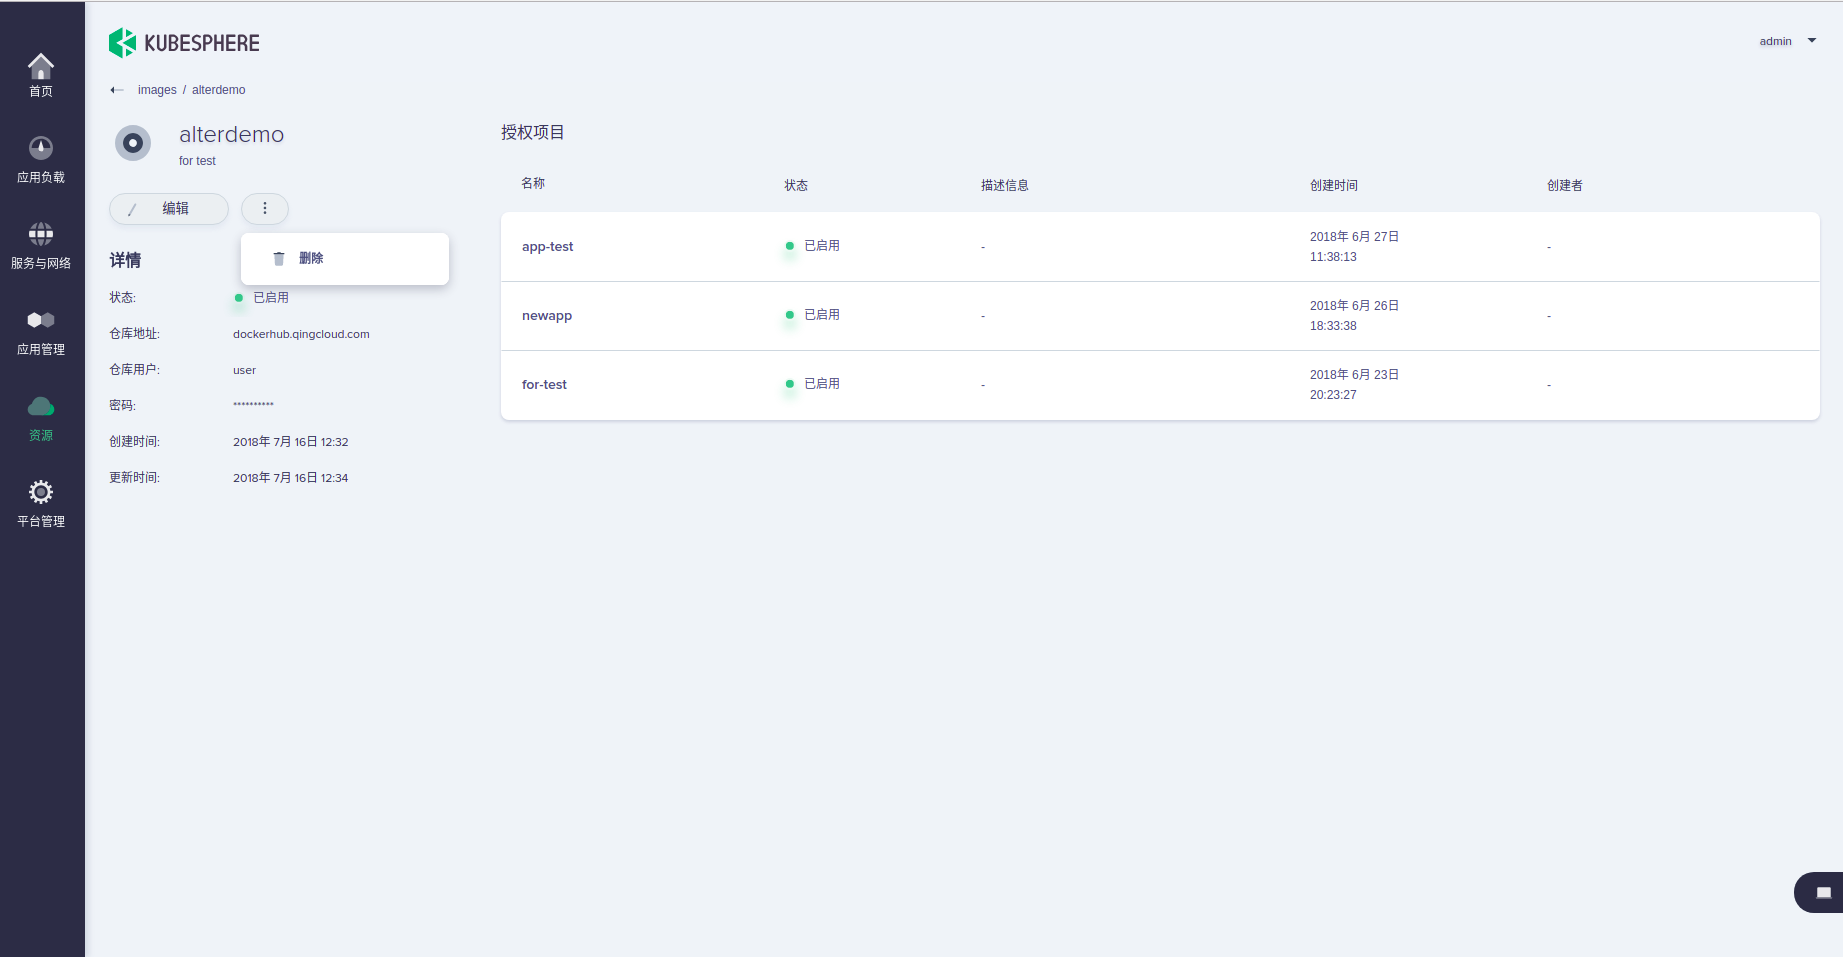 KUBESPHERE
admin
首页
应用负载
服务与网络
应用管理
资源
平台管理
images / alterdemo
alterdemo
for test
编辑
删除
详情
状态: 已启用
仓库地址: dockerhub.qingcloud.com
仓库用户: user
密码: **********
创建时间: 2018年 7月 16日 12:32
更新时间: 2018年 7月 16日 12:34
授权项目
名称 状态 描述信息 创建时间 创建者
app-test 已启用 - 2018年 6月 27日 -
11:38:13
newapp 已启用 - 2018年 6月 26日 -
18:33:38
for-test 已启用 - 2018年 6月 23日 -
20:23:27